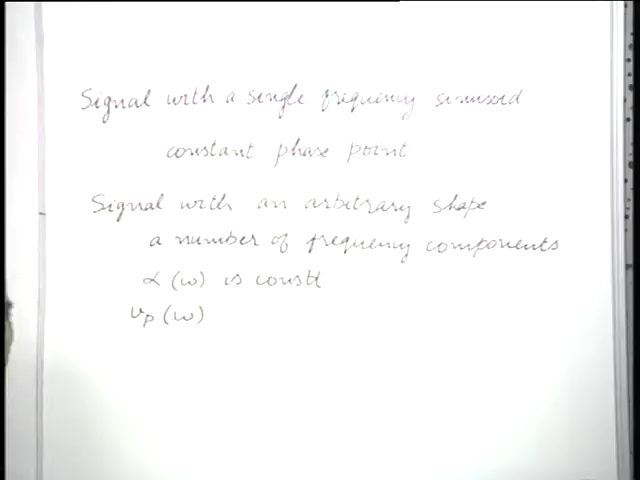 Signal with a single frequency sinusoid
constant phase point
Signal with an arbitrary shape
a number of frequency components
α(ω) is constt
υp(ω)